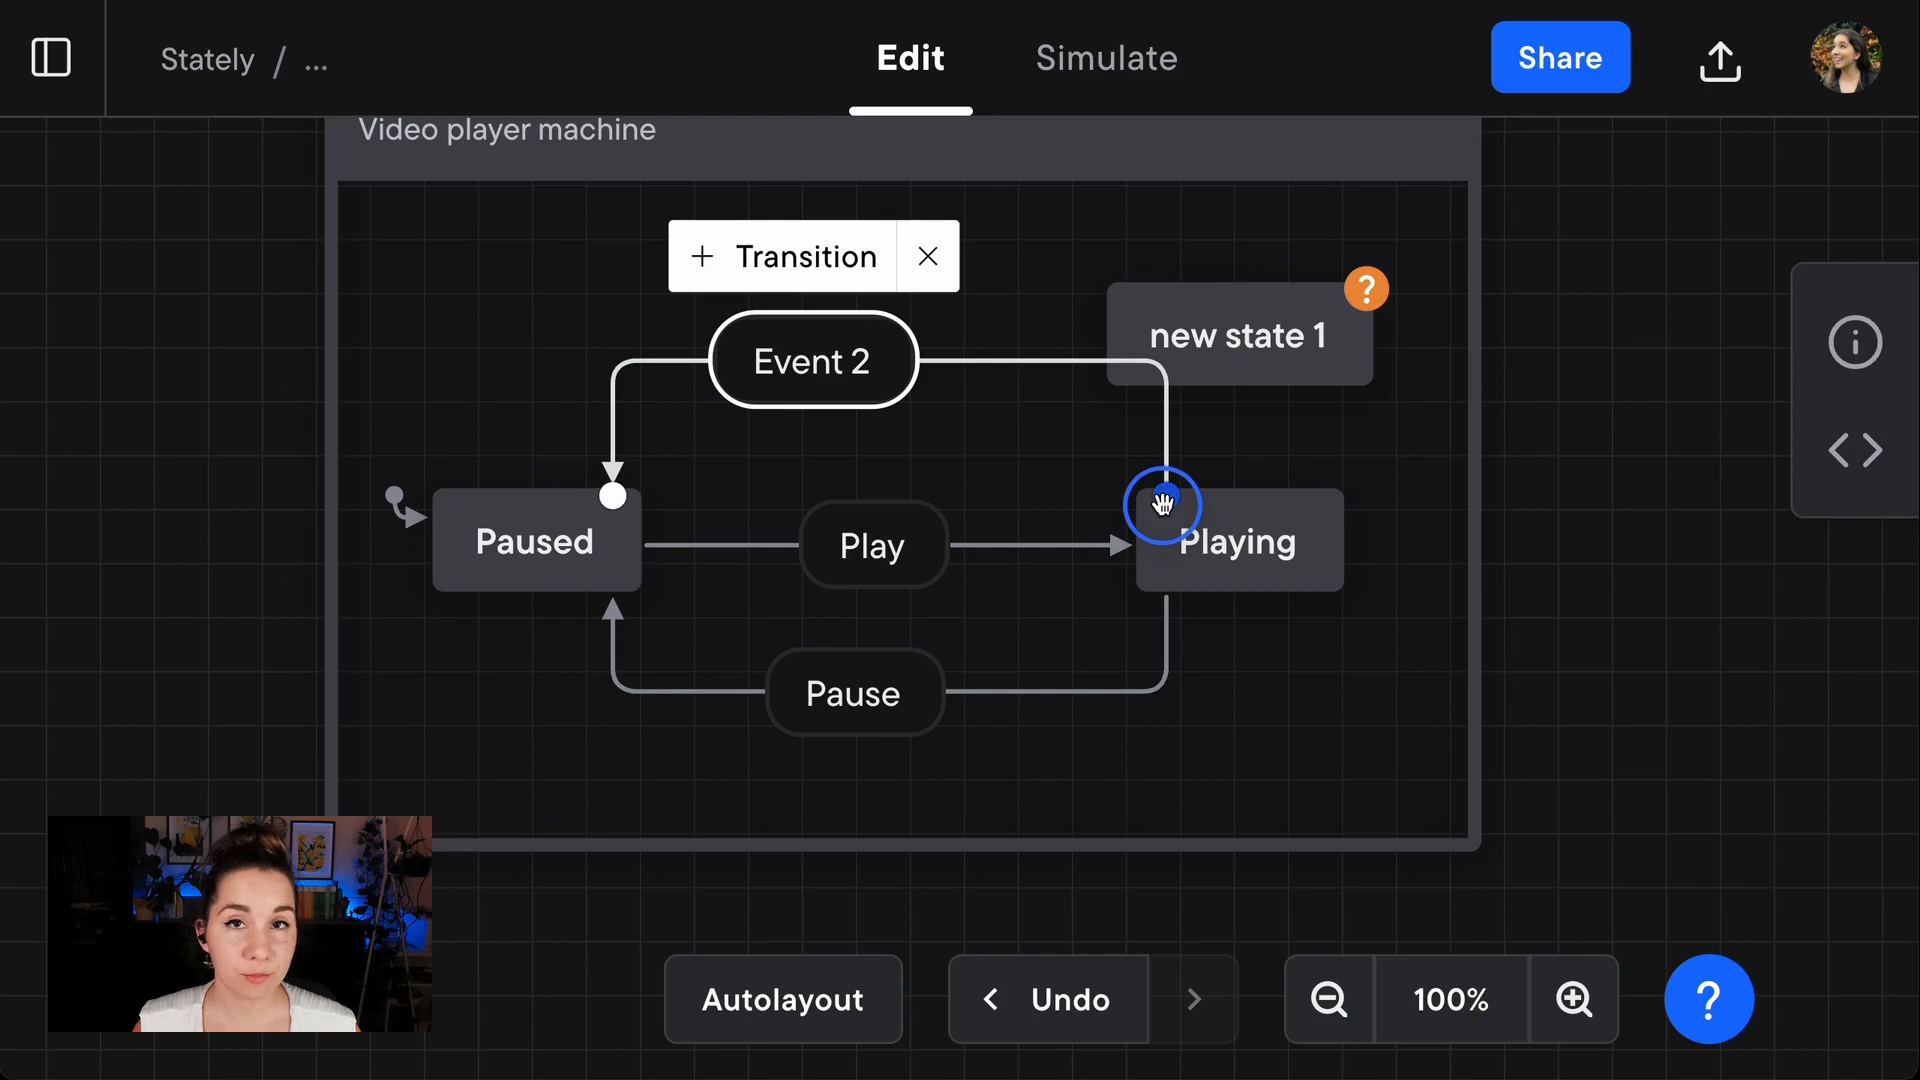 Stately / ...
Edit
Simulate
Share
Video player machine
+ Transition ×
new state 1
?
Event 2
Paused
Play
Playing
Pause
Autolayout
< Undo >
100%
?